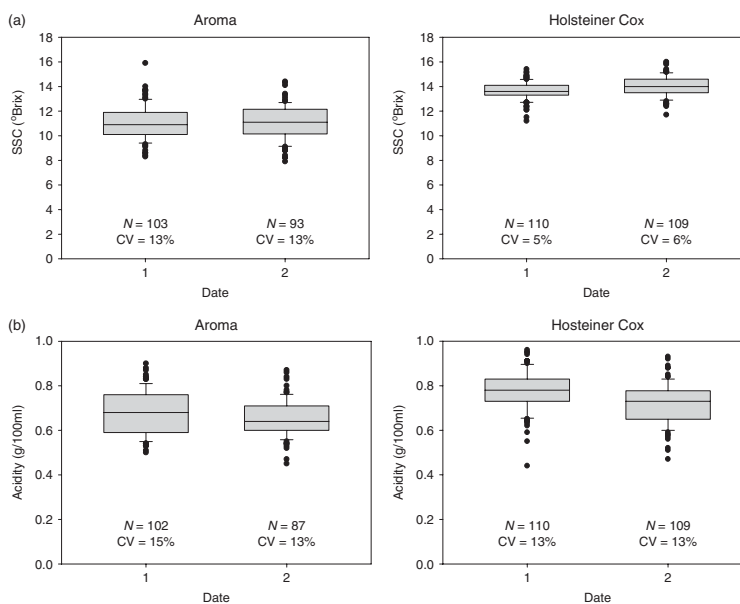 (a)
Aroma
SSC (°Brix)
18
16
14
12
10
8
6
4
2
0
N = 103
CV = 13%
N = 93
CV = 13%
1
2
Date
Holsteiner Cox
SSC (°Brix)
18
16
14
12
10
8
6
4
2
0
N = 110
CV = 5%
N = 109
CV = 6%
1
2
Date
(b)
Aroma
Acidity (g/100ml)
1.0
0.8
0.6
0.4
0.2
0.0
N = 102
CV = 15%
N = 87
CV = 13%
1
2
Date
Hosteiner Cox
Acidity (g/100ml)
1.0
0.8
0.6
0.4
0.2
0.0
N = 110
CV = 13%
N = 109
CV = 13%
1
2
Date